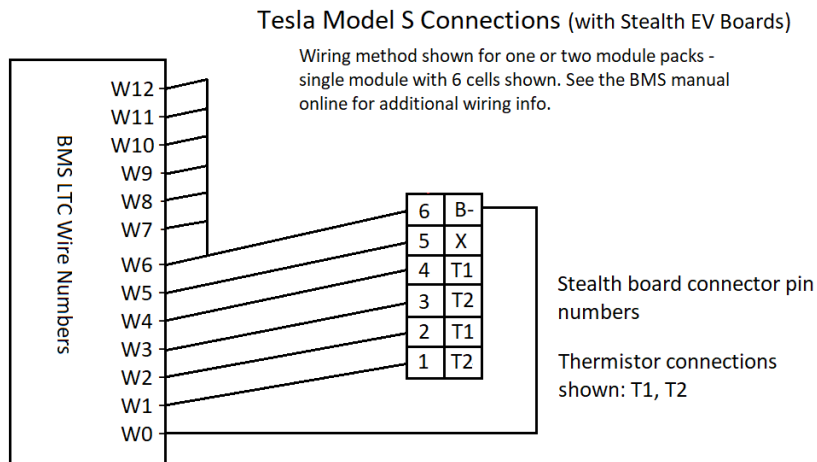 Tesla Model S Connections (with Stealth EV Boards)
Wiring method shown for one or two module packs -
single module with 6 cells shown. See the BMS manual
online for additional wiring info.
BMS LTC Wire Numbers
W12
W11
W10
W9
W8
W7
W6
W5
W4
W3
W2
W1
W0
6 B-
5 X
4 T1
3 T2
2 T1
1 T2
Stealth board connector pin
numbers
Thermistor connections
shown: T1, T2